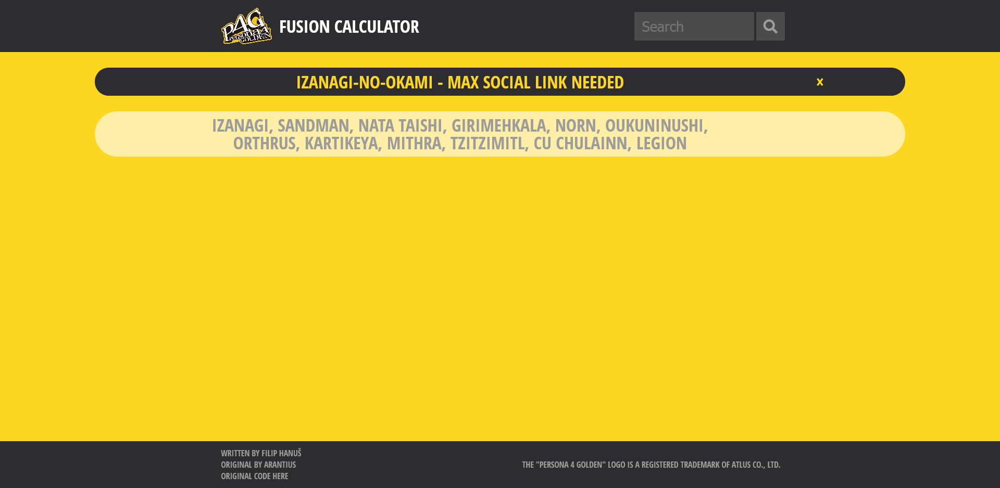 P4G
Persona4
GOLDEN
FUSION CALCULATOR
Search
IZANAGI-NO-OKAMI - MAX SOCIAL LINK NEEDED
×
IZANAGI, SANDMAN, NATA TAISHI, GIRIMEHKALA, NORN, OUKUNINUSHI,
ORTHRUS, KARTIKEYA, MITHRA, TZITZIMITL, CU CHULAINN, LEGION
WRITTEN BY FILIP HANUŠ
ORIGINAL BY ARANTIUS
ORIGINAL CODE HERE
THE "PERSONA 4 GOLDEN" LOGO IS A REGISTERED TRADEMARK OF ATLUS CO., LTD.